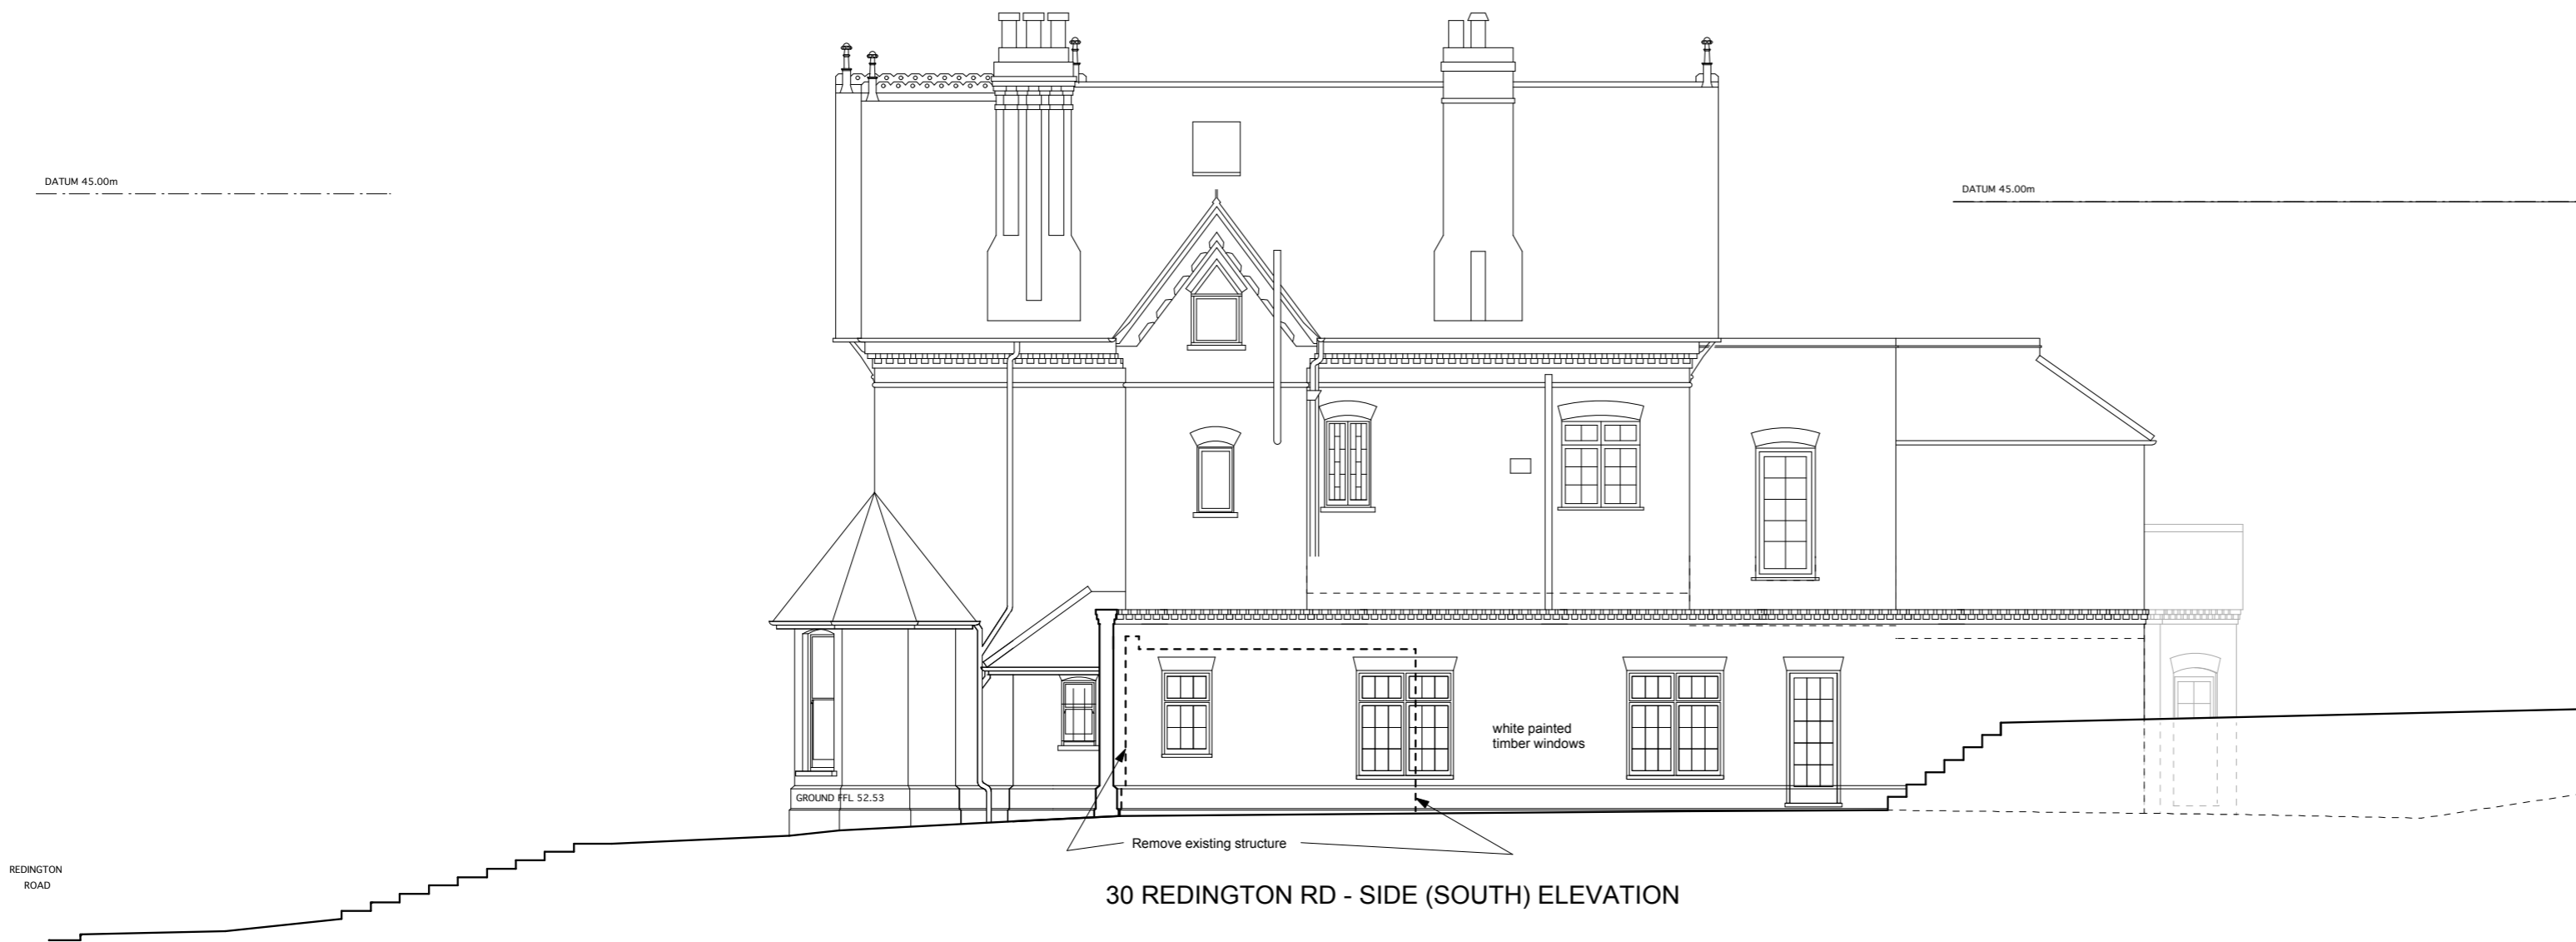 DATUM 45.00m
DATUM 45.00m
white painted
timber windows
GROUND FFL 52.53
Remove existing structure
REDINGTON
ROAD
30 REDINGTON RD - SIDE (SOUTH) ELEVATION